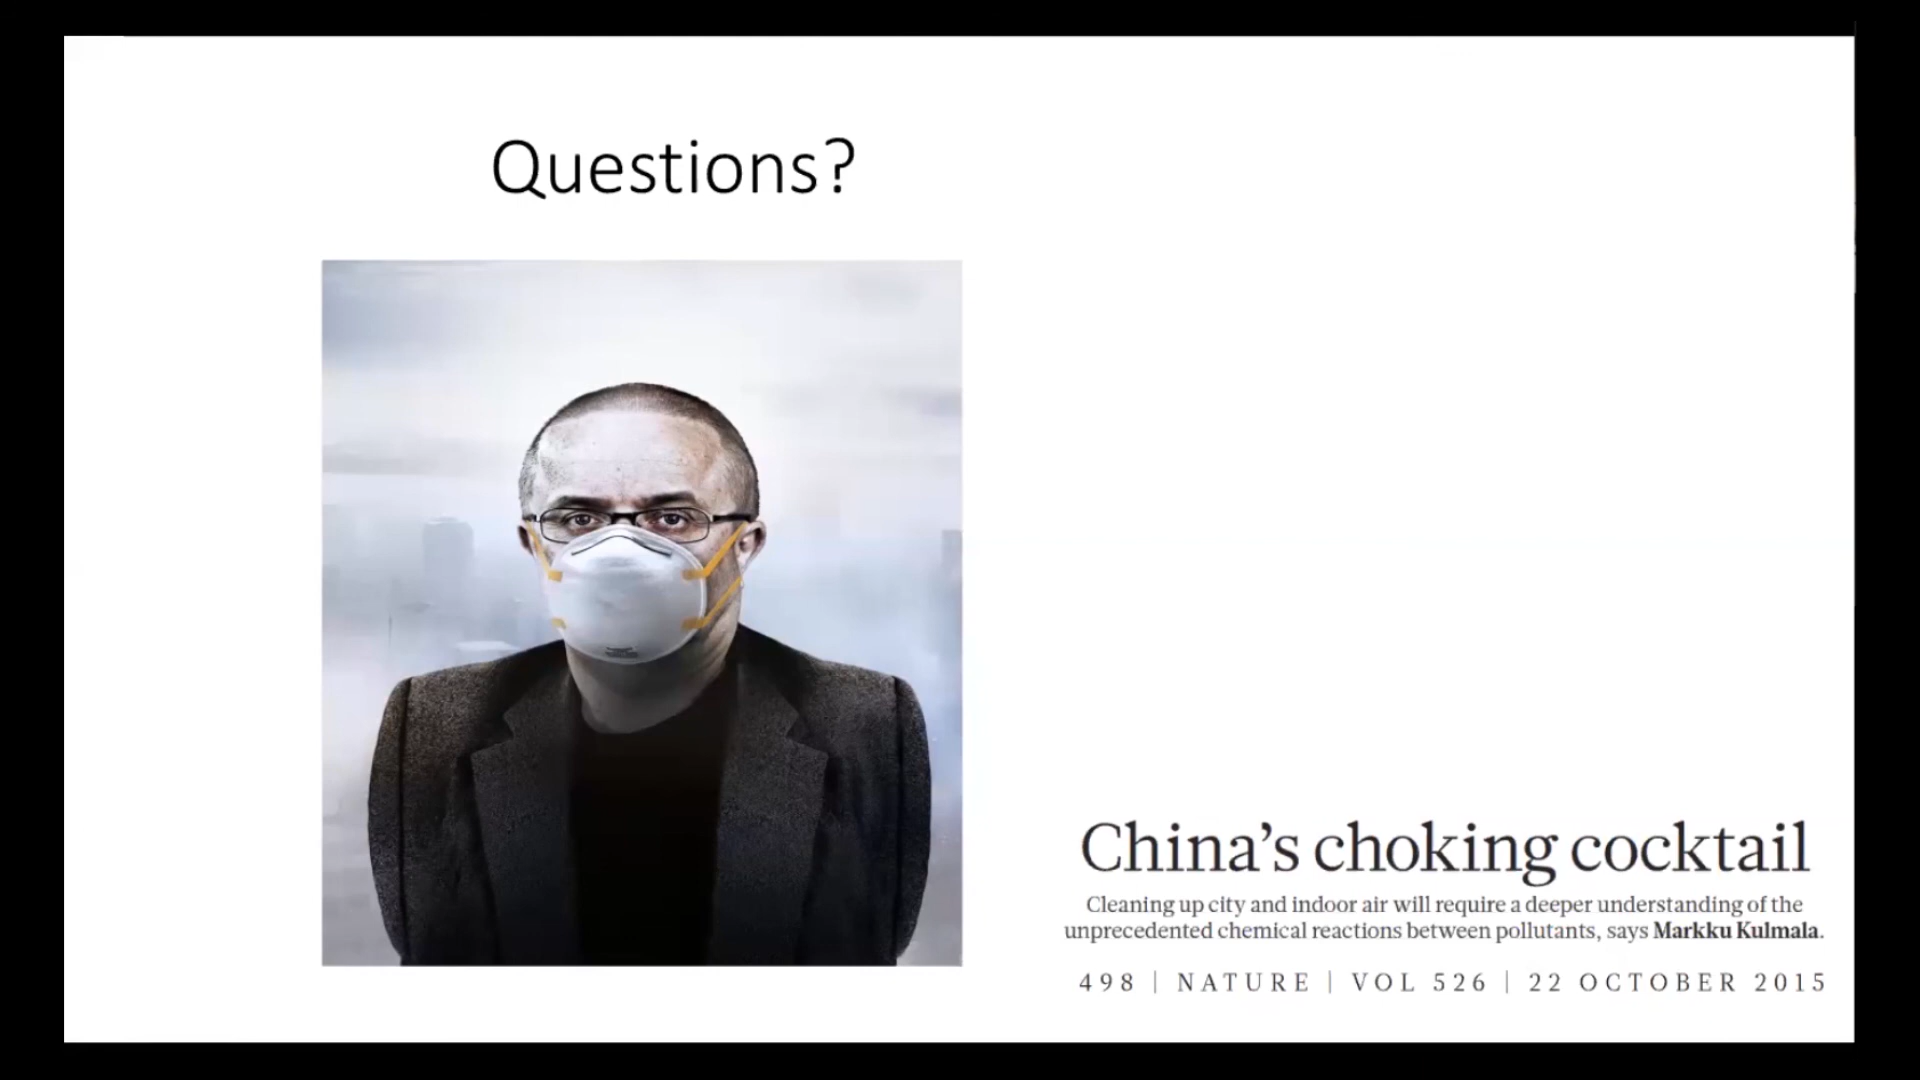 Questions?
China’s choking cocktail
Cleaning up city and indoor air will require a deeper understanding of the
unprecedented chemical reactions between pollutants, says Markku Kulmala.
498 | NATURE | VOL 526 | 22 OCTOBER 2015